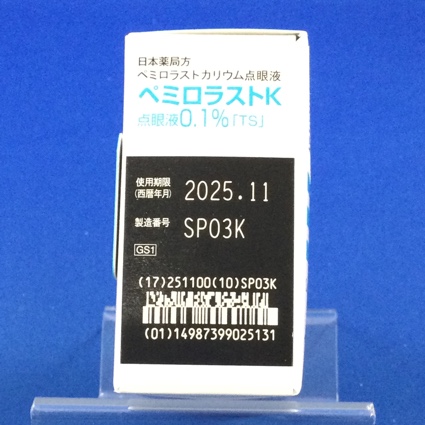 日本薬局方
ペミロラストカリウム点眼液
ペミロラストK
点眼液0.1%「TS」
使用期限
(西暦年月)
2025.11
製造番号
SP03K
GS1
(17)251100(10)SP03K
(01)14987399025131